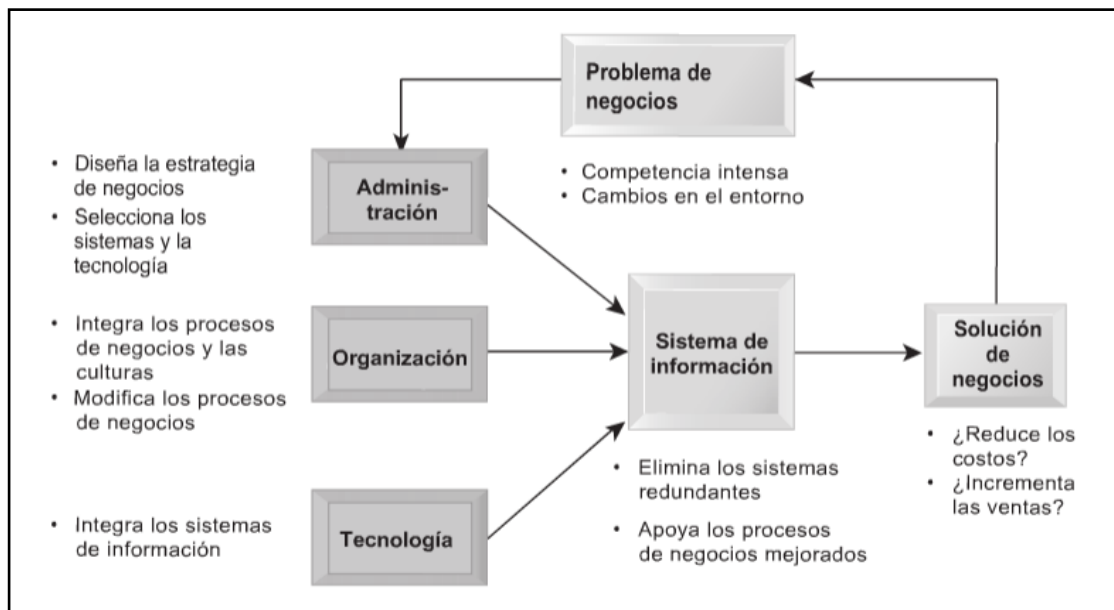 Problema de
negocios
• Competencia intensa
• Cambios en el entorno
• Diseña la estrategia
de negocios
• Selecciona los
sistemas y la
tecnología
Adminis-
tración
• Integra los procesos
de negocios y las
culturas
• Modifica los procesos
de negocios
Organización
• Integra los sistemas
de información
Tecnología
Sistema de
información
• Elimina los sistemas
redundantes
• Apoya los procesos
de negocios mejorados
Solución
de
negocios
• ¿Reduce los
costos?
• ¿Incrementa
las ventas?